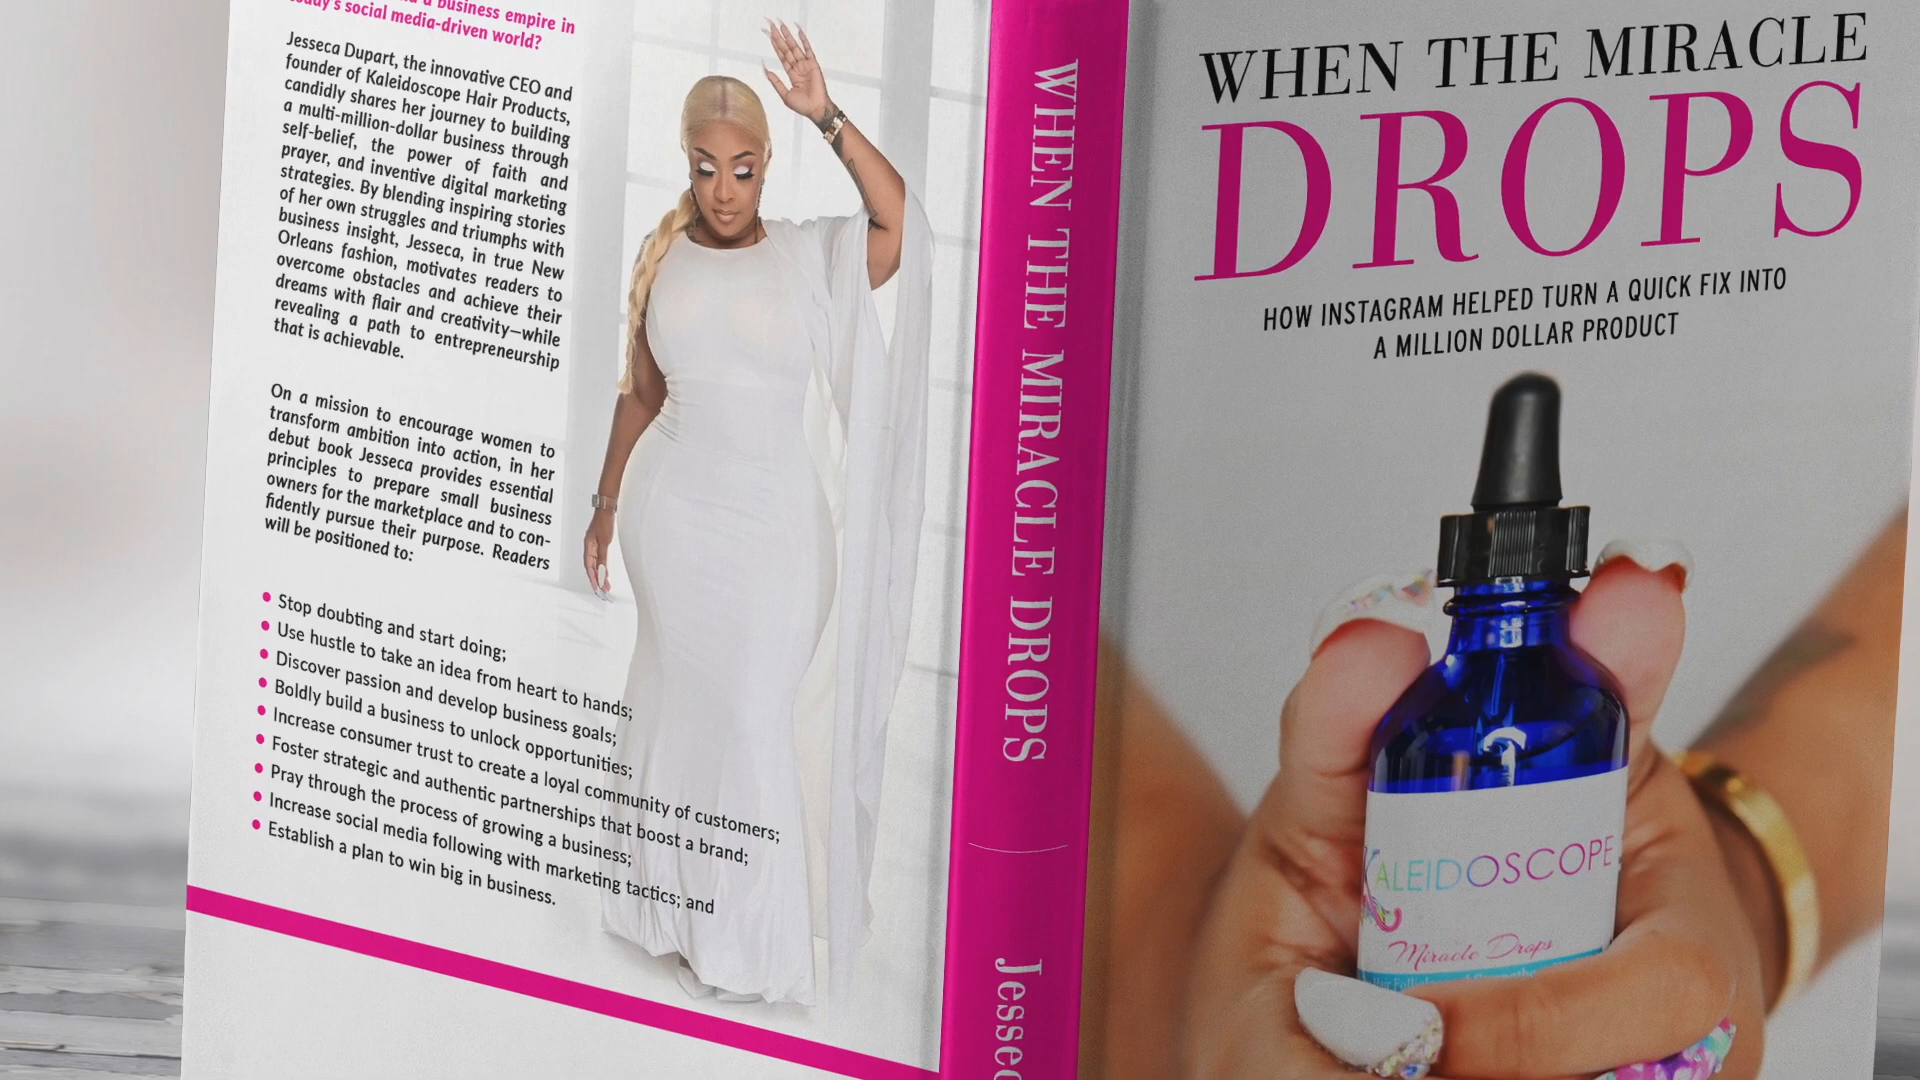 a business empire in
today's social media-driven world?
Jesseca Dupart, the innovative CEO and
founder of Kaleidoscope Hair Products,
candidly shares her journey to building
a multi-million-dollar business through
self-belief, the power of faith and
prayer, and inventive digital marketing
strategies. By blending inspiring stories
of her own struggles and triumphs with
business insight, Jesseca, in true New
Orleans fashion, motivates readers to
overcome obstacles and achieve their
dreams with flair and creativity—while
revealing a path to entrepreneurship
that is achievable.
On a mission to encourage women to
transform ambition into action, in her
debut book Jesseca provides essential
principles to prepare small business
owners for the marketplace and to con-
fidently pursue their purpose. Readers
will be positioned to:
• Stop doubting and start doing;
• Use hustle to take an idea from heart to hands;
• Discover passion and develop business goals;
• Boldly build a business to unlock opportunities;
• Increase consumer trust to create a loyal community of customers;
• Foster strategic and authentic partnerships that boost a brand;
• Pray through the process of growing a business;
• Increase social media following with marketing tactics; and
• Establish a plan to win big in business.
WHEN THE MIRACLE DROPS
Jessec
WHEN THE MIRACLE
DROPS
HOW INSTAGRAM HELPED TURN A QUICK FIX INTO
A MILLION DOLLAR PRODUCT
KALEIDOSCOPE
Miracle Drops